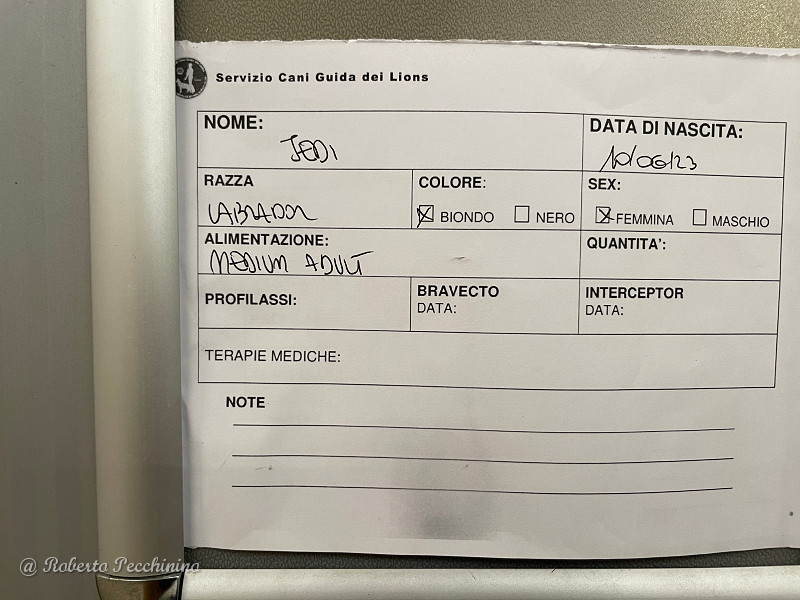 Servizio Cani Guida dei Lions
NOME: DATA DI NASCITA:
JEDI 10/06/23
RAZZA COLORE: SEX:
LABRADOR BIONDO NERO FEMMINA MASCHIO
ALIMENTAZIONE: QUANTITA':
MEDIUM ADULT
PROFILASSI: BRAVECTO INTERCEPTOR
DATA: DATA:
TERAPIE MEDICHE:
NOTE
@ Roberto Pecchinino